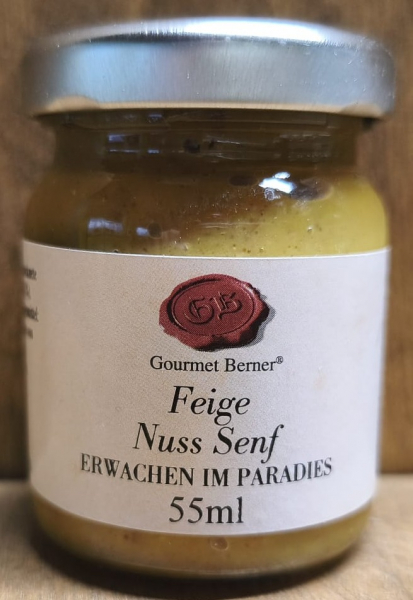 GB
Gourmet Berner®
Feige
Nuss Senf
ERWACHEN IM PARADIES
55ml